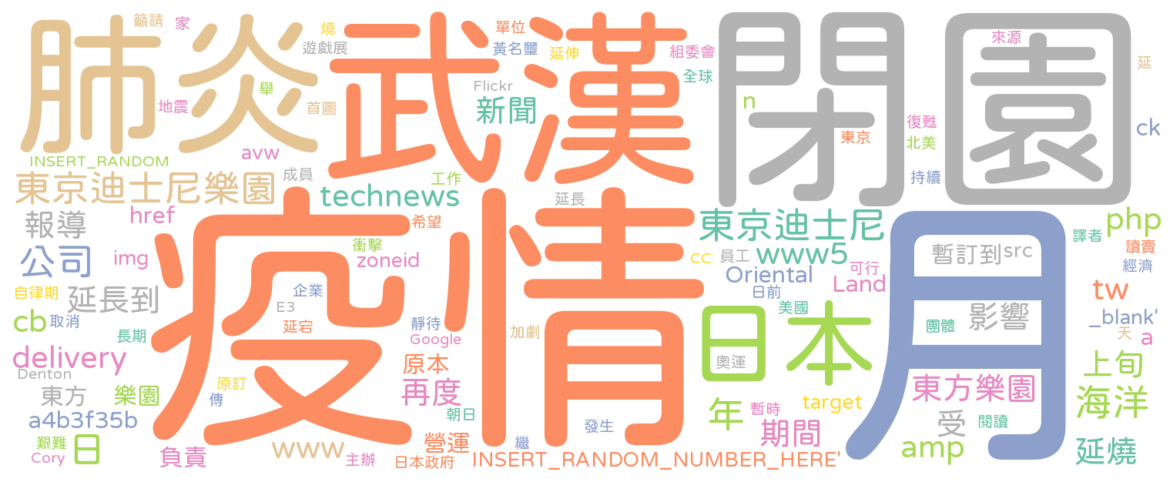 肺炎
武漢
閉園
疫情
月
日本
籲請
家
燒
遊戲展
單位
黃名璽
延伸
組委會
全球
來源
延
地震
舉
首圖
Flickr
新聞
n
東京
復甦
北美
ck
INSERT_RANDOM
avw
成員
工作
持續
東京迪士尼樂園
technews
延長
報導
href
希望
東京迪士尼
php
衝擊
www5
員工
暫訂到
src
譯者
讀賣
公司
img
zoneid
cc
Oriental
可行
經濟
日前
Land
自律期
企業
E3
延長到
tw
美國
cb
取消
延宕
靜待
加劇
影響
_blank'
團體
天
a
長期
Google
delivery
原本
奧運
上旬
Denton
原訂
再度
東方樂園
東方
樂園
傳
target
海洋
a4b3f35b
朝日
年
暫時
閱讀
受
艱難
日
營運
繼
發生
期間
amp
延燒
www
Cory
負責
主辦
日本政府
INSERT_RANDOM_NUMBER_HERE'